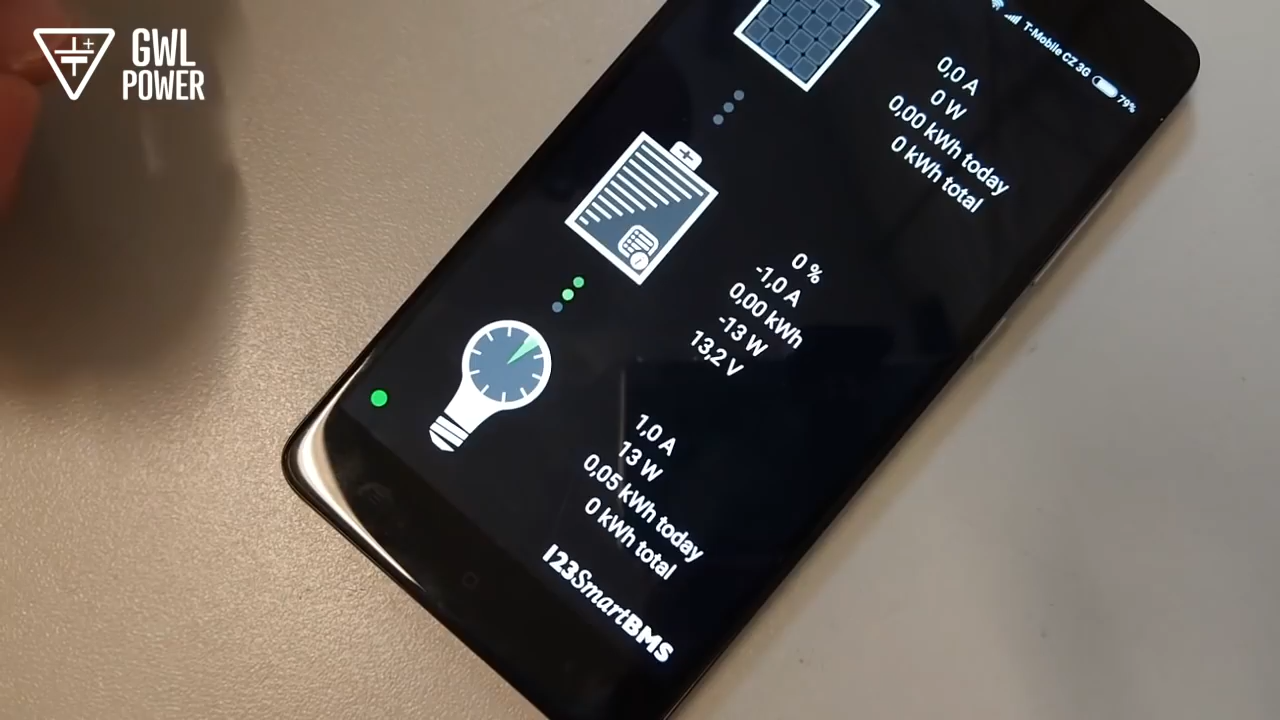 GWL
POWER
T-Mobile CZ 3G 79%
0,0 A
0 W
0,00 kWh today
0 kWh total
0 %
-1,0 A
0,00 kWh
-13 W
13,2 V
1,0 A
13 W
0,05 kWh today
0 kWh total
123SmartBMS